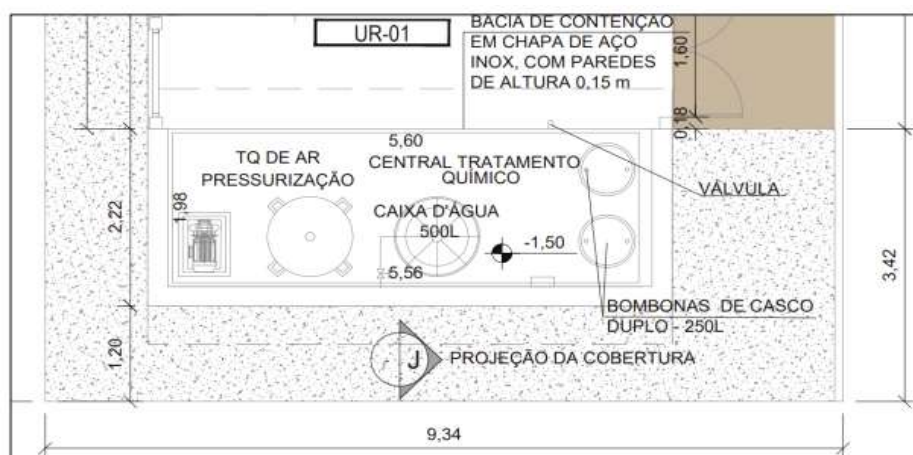 UR-01
BACIA DE CONTENÇÃO
EM CHAPA DE AÇO
INOX, COM PAREDES
DE ALTURA 0,15 m
1,60
0,18
5,60
TQ DE AR
PRESSURIZAÇÃO
CENTRAL TRATAMENTO
QUÍMICO
VÁLVULA
1,98
CAIXA D'ÁGUA
500L
-1,50
2,22
5,56
3,42
BOMBONAS DE CASCO
DUPLO - 250L
1,20
J
PROJEÇÃO DA COBERTURA
9,34